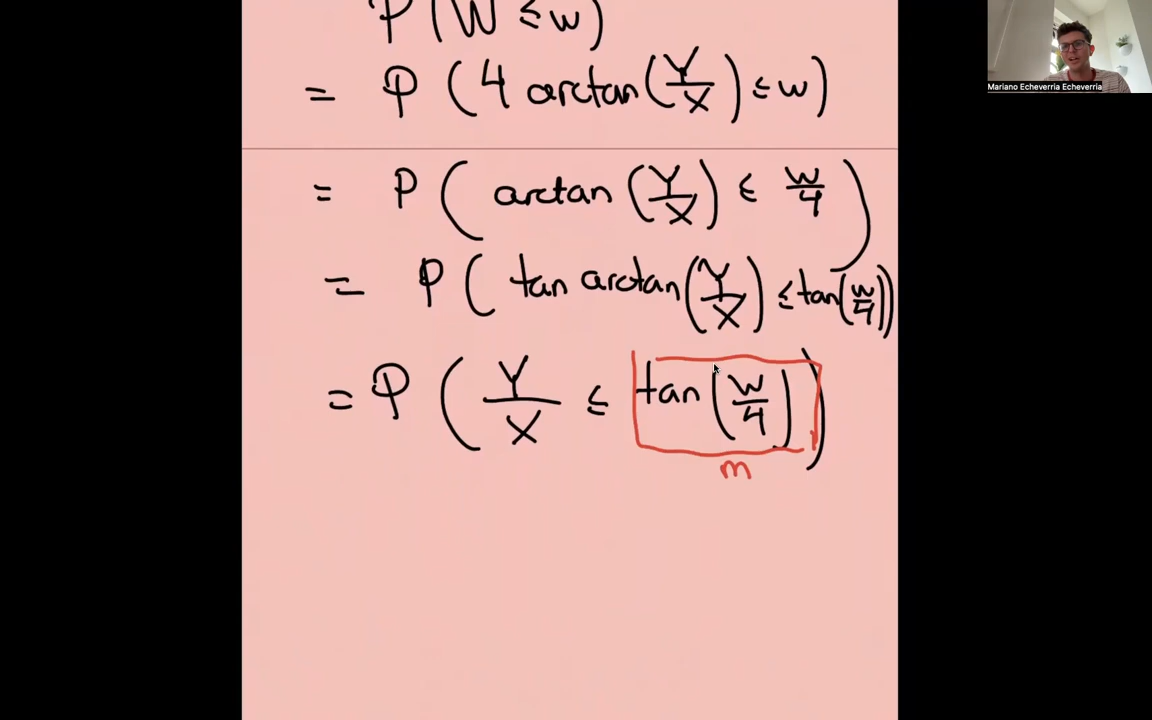 P(W ≤ w)
= P(4 arctan(Y/X) ≤ w)
= P(arctan(Y/X) ≤ w/4)
= P(tan arctan(Y/X) ≤ tan(w/4))
= P(Y/X ≤ tan(w/4))
m
Mariano Echeverria Echeverria